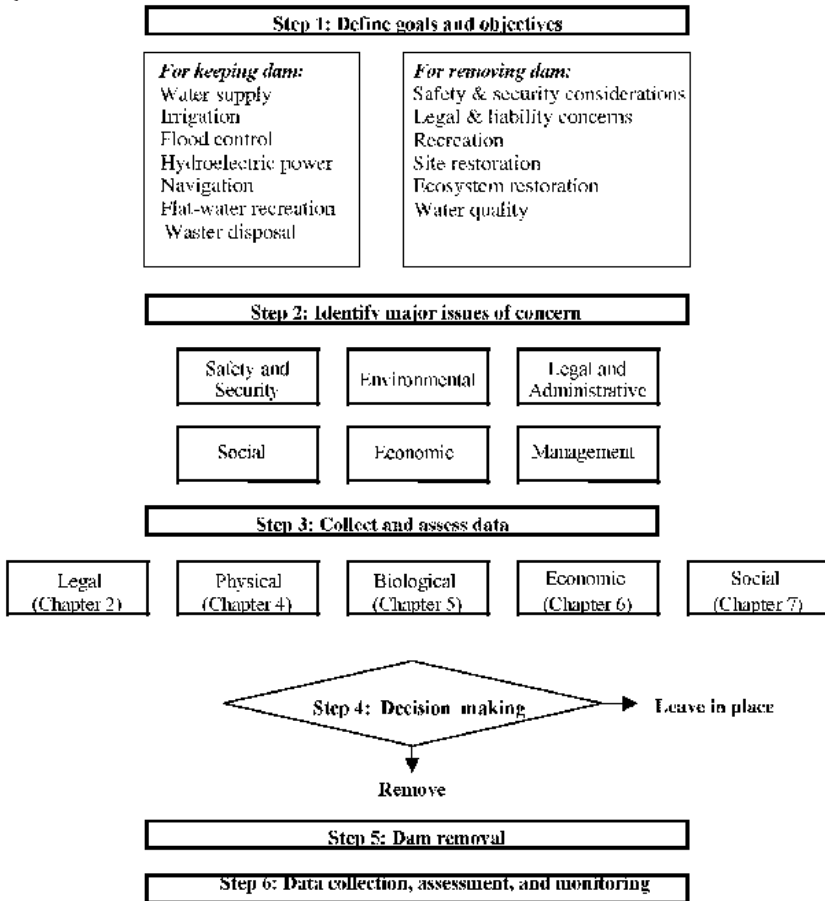 Step 1: Define goals and objectives
For keeping dam:
Water supply
Irrigation
Flood control
Hydroelectric power
Navigation
Flat-water recreation
Waster disposal
For removing dam:
Safety & security considerations
Legal & liability concerns
Recreation
Site restoration
Ecosystem restoration
Water quality
Step 2: Identify major issues of concern
Safety and
Security
Environmental
Legal and
Administrative
Social
Economic
Management
Step 3: Collect and assess data
Legal
(Chapter 2)
Physical
(Chapter 4)
Biological
(Chapter 5)
Economic
(Chapter 6)
Social
(Chapter 7)
Step 4: Decision making
Leave in place
Remove
Step 5: Dam removal
Step 6: Data collection, assessment, and monitoring